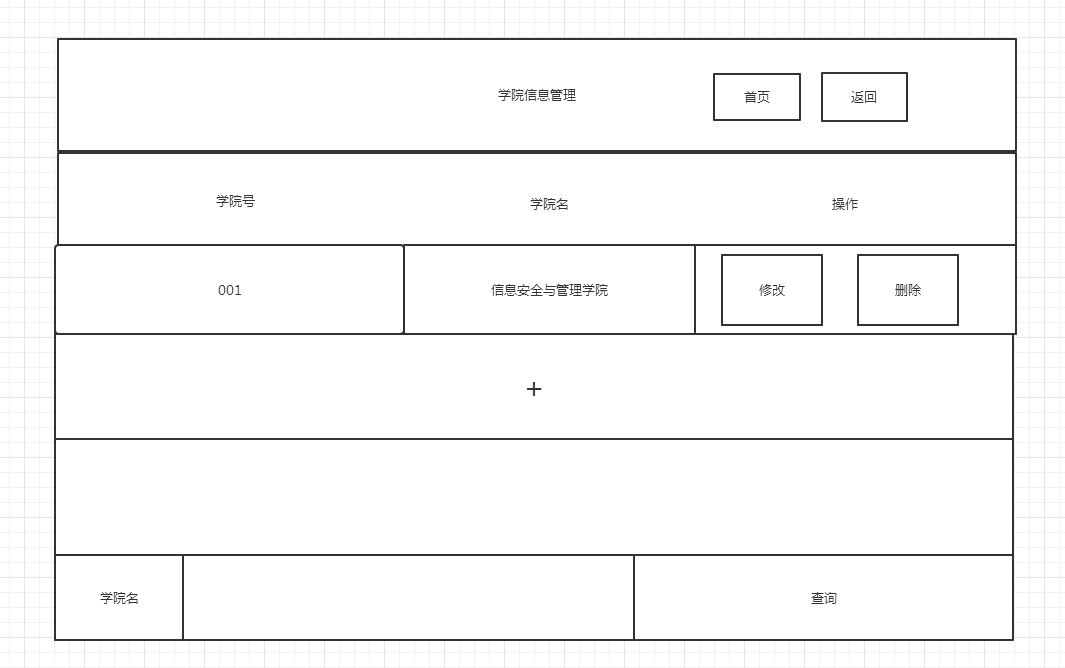 学院信息管理 首页 返回
学院号 学院名 操作
001 信息安全与管理学院 修改 删除
+
学院名 查询